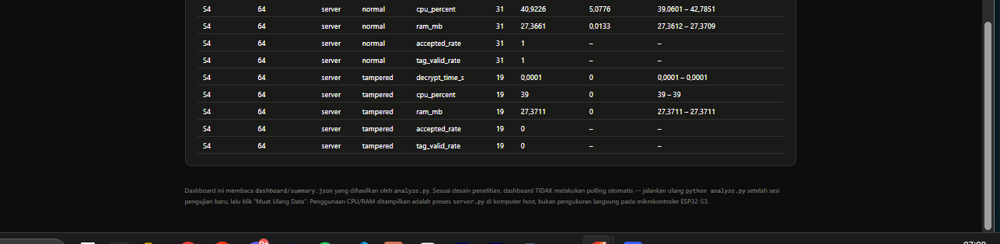 S4 64 server normal cpu_percent 31 40,9226 5,0776 39,0601 – 42,7851
S4 64 server normal ram_mb 31 27,3661 0,0133 27,3612 – 27,3709
S4 64 server normal accepted_rate 31 1 – –
S4 64 server normal tag_valid_rate 31 1 – –
S4 64 server tampered decrypt_time_s 19 0,0001 0 0,0001 – 0,0001
S4 64 server tampered cpu_percent 19 39 0 39 – 39
S4 64 server tampered ram_mb 19 27,3711 0 27,3711 – 27,3711
S4 64 server tampered accepted_rate 19 0 – –
S4 64 server tampered tag_valid_rate 19 0 – –
Dashboard ini membaca dashboard/summary.json yang dihasilkan oleh analyze.py. Sesuai desain penelitian, dashboard TIDAK melakukan polling otomatis — jalankan ulang python analyze.py setelah sesi
pengujian baru, lalu klik "Muat Ulang Data". Penggunaan CPU/RAM ditampilkan adalah proses server.py di komputer host, bukan pengukuran langsung pada mikrokontroler ESP32-S3.